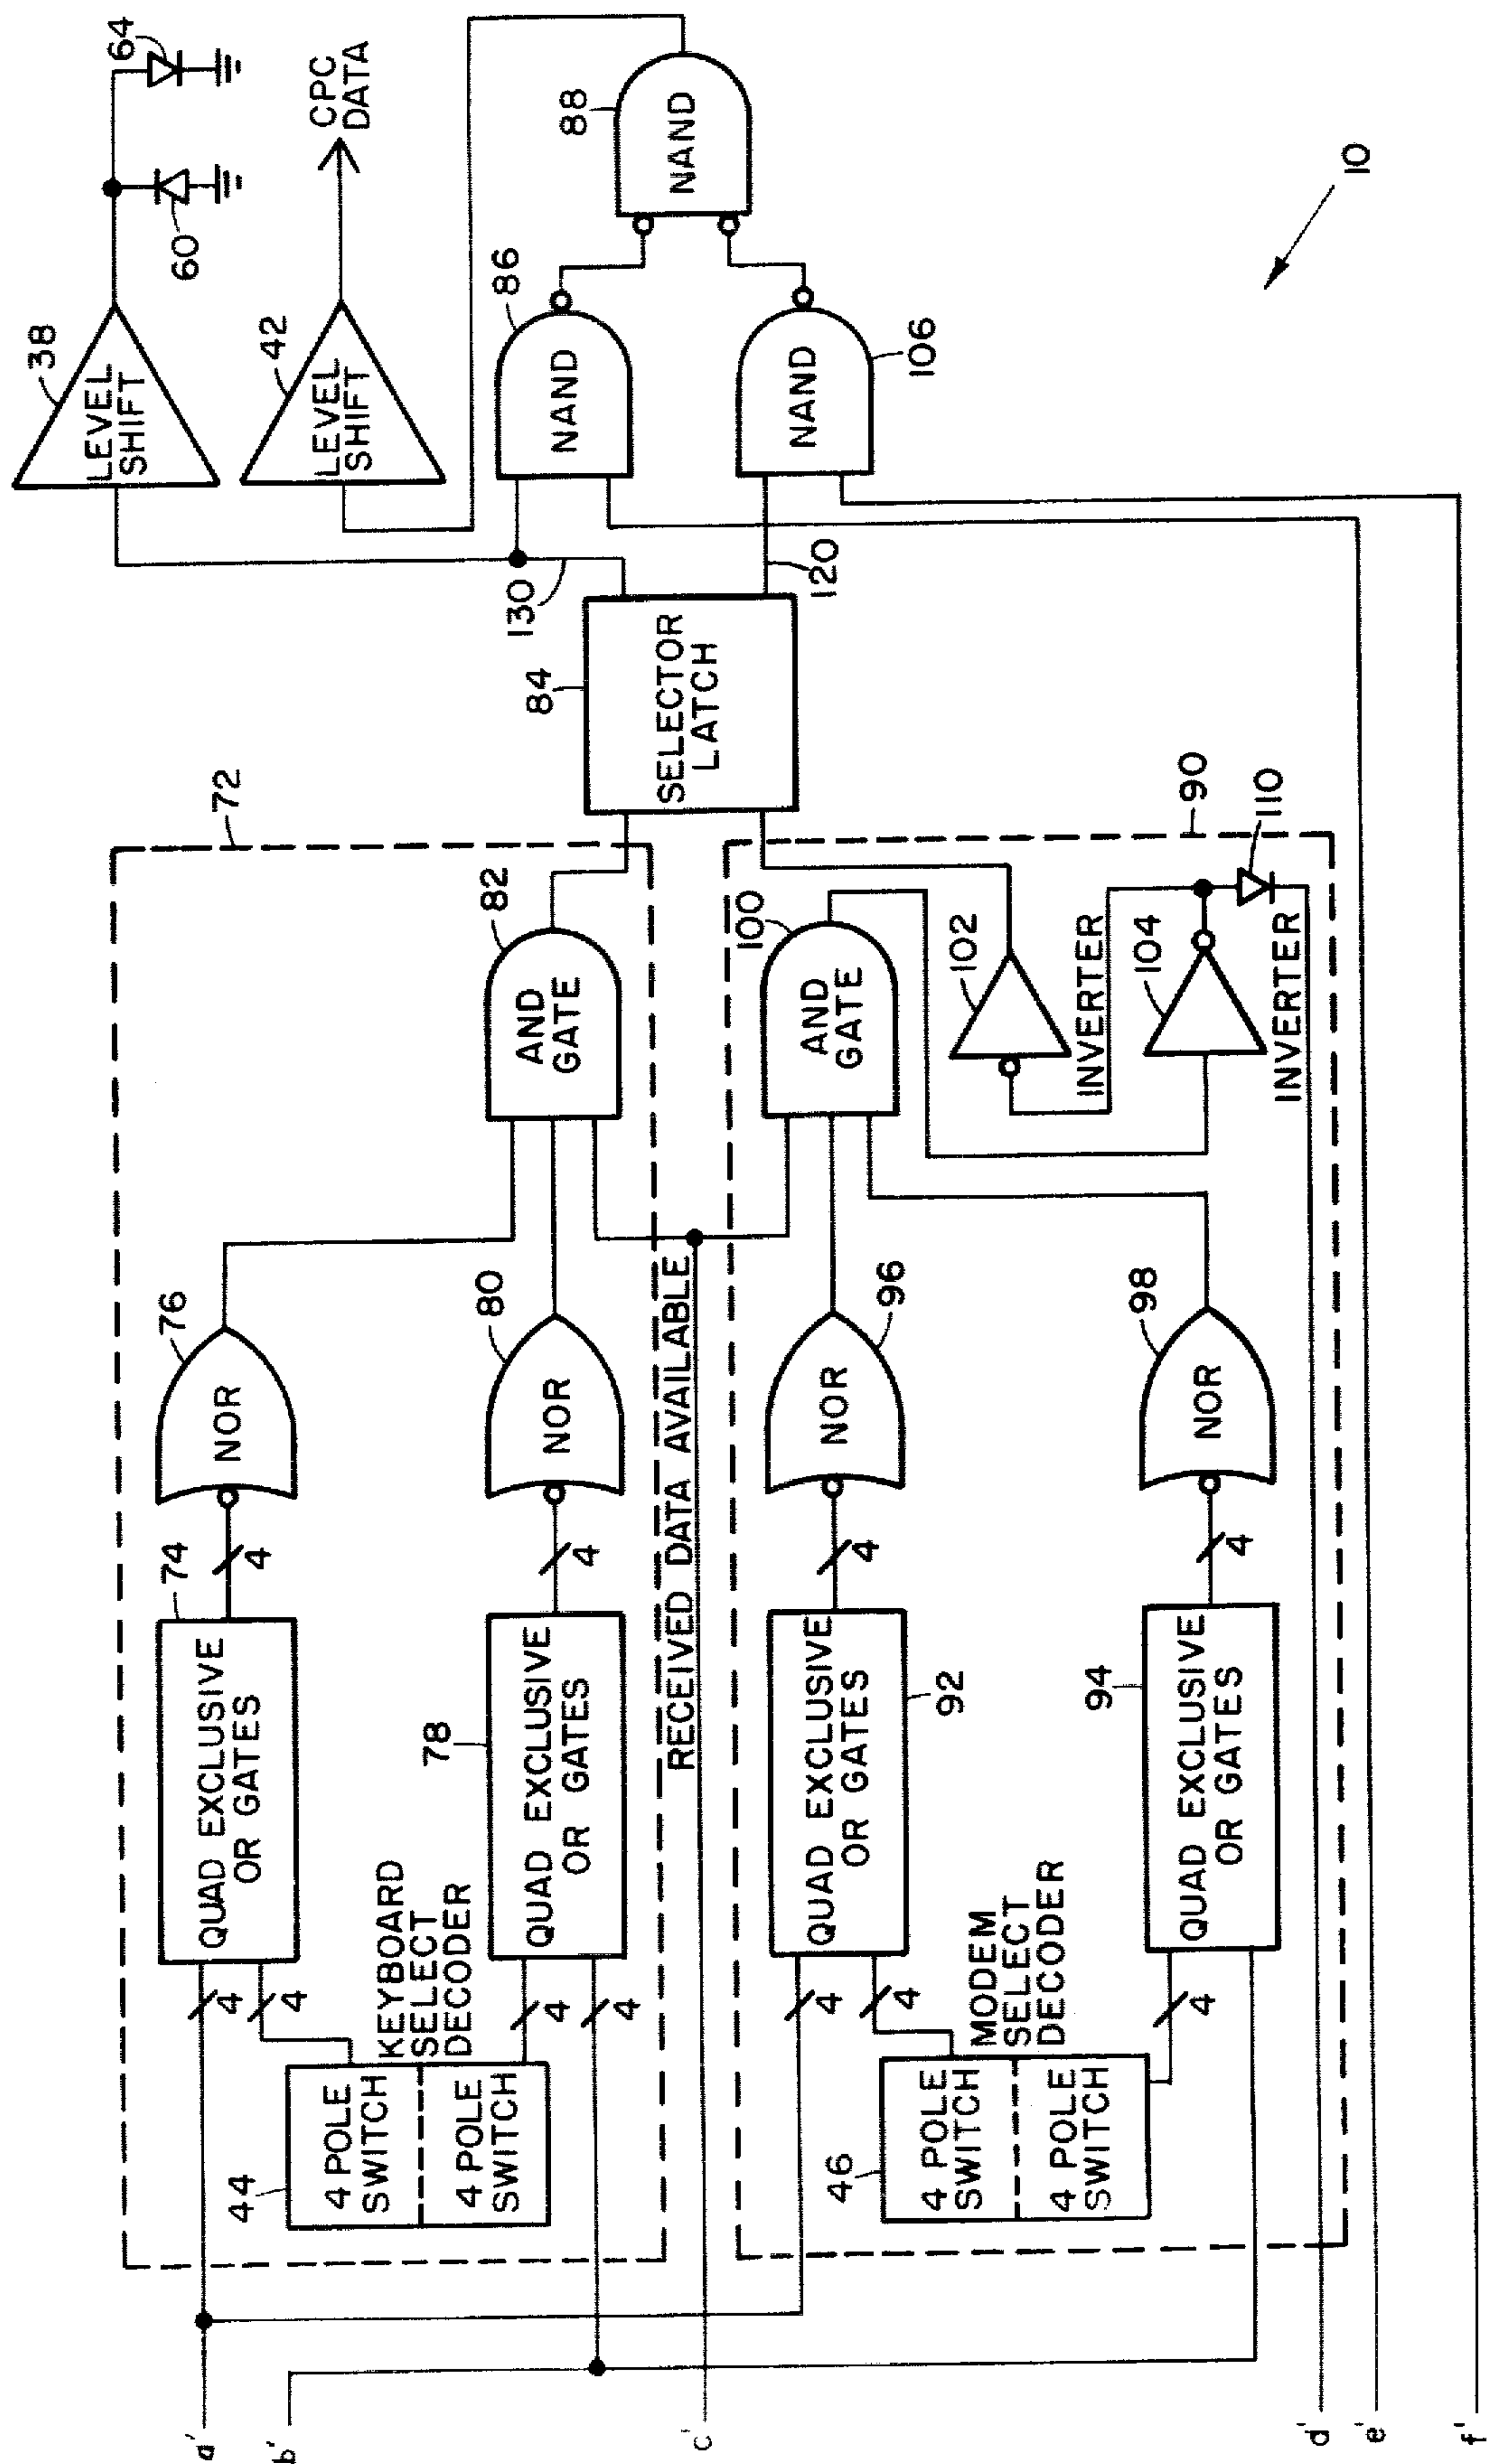 38
LEVEL
SHIFT
60
64
42
LEVEL
SHIFT
CPC
DATA
130
86
NAND
88
NAND
120
NAND
106
84
SELECTOR
LATCH
10
72
74
QUAD EXCLUSIVE
OR GATES
4
4
4
76
NOR
44
4 POLE
SWITCH
4 POLE
SWITCH
KEYBOARD
SELECT
DECODER
78
QUAD EXCLUSIVE
OR GATES
4
4
4
80
NOR
82
AND
GATE
RECEIVED DATA AVAILABLE
90
92
QUAD EXCLUSIVE
OR GATES
4
4
4
96
NOR
100
AND
GATE
46
4 POLE
SWITCH
4 POLE
SWITCH
MODEM
SELECT
DECODER
94
QUAD EXCLUSIVE
OR GATES
4
4
98
NOR
102
INVERTER
104
INVERTER
110
a'
b'
c'
d'
e'
f'